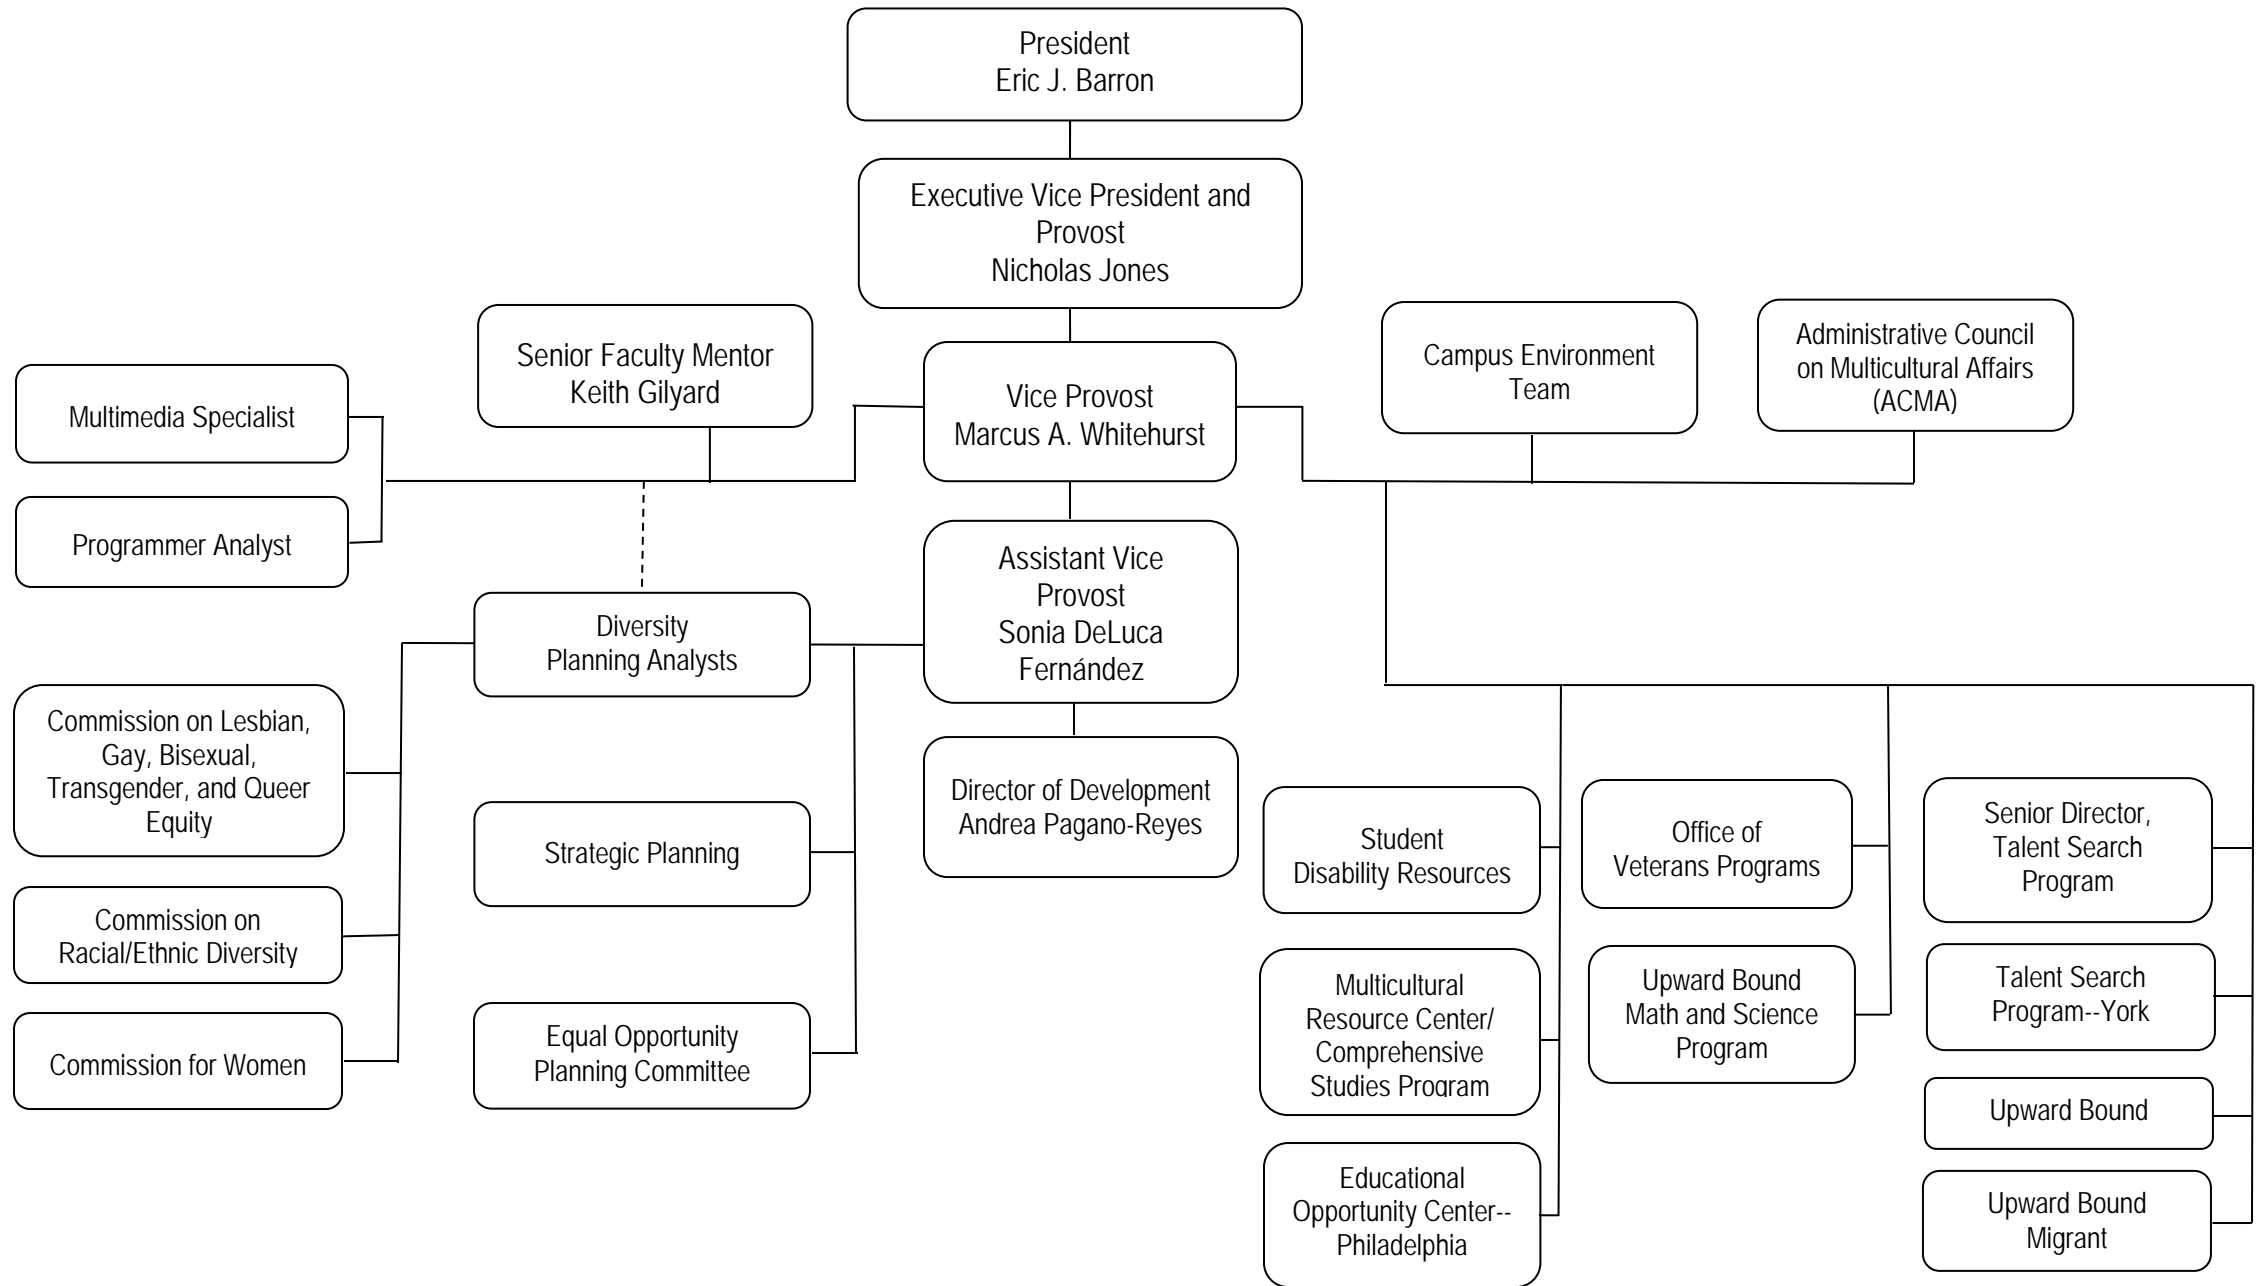 President
Eric J. Barron
Executive Vice President and
Provost
Nicholas Jones
Senior Faculty Mentor
Keith Gilyard
Vice Provost
Marcus A. Whitehurst
Campus Environment
Team
Administrative Council
on Multicultural Affairs
(ACMA)
Multimedia Specialist
Programmer Analyst
Assistant Vice
Provost
Sonia DeLuca
Fernández
Diversity
Planning Analysts
Commission on Lesbian,
Gay, Bisexual,
Transgender, and Queer
Equity
Commission on
Racial/Ethnic Diversity
Commission for Women
Strategic Planning
Equal Opportunity
Planning Committee
Director of Development
Andrea Pagano-Reyes
Student
Disability Resources
Multicultural
Resource Center/
Comprehensive
Studies Program
Educational
Opportunity Center--
Philadelphia
Office of
Veterans Programs
Upward Bound
Math and Science
Program
Senior Director,
Talent Search
Program
Talent Search
Program--York
Upward Bound
Upward Bound
Migrant